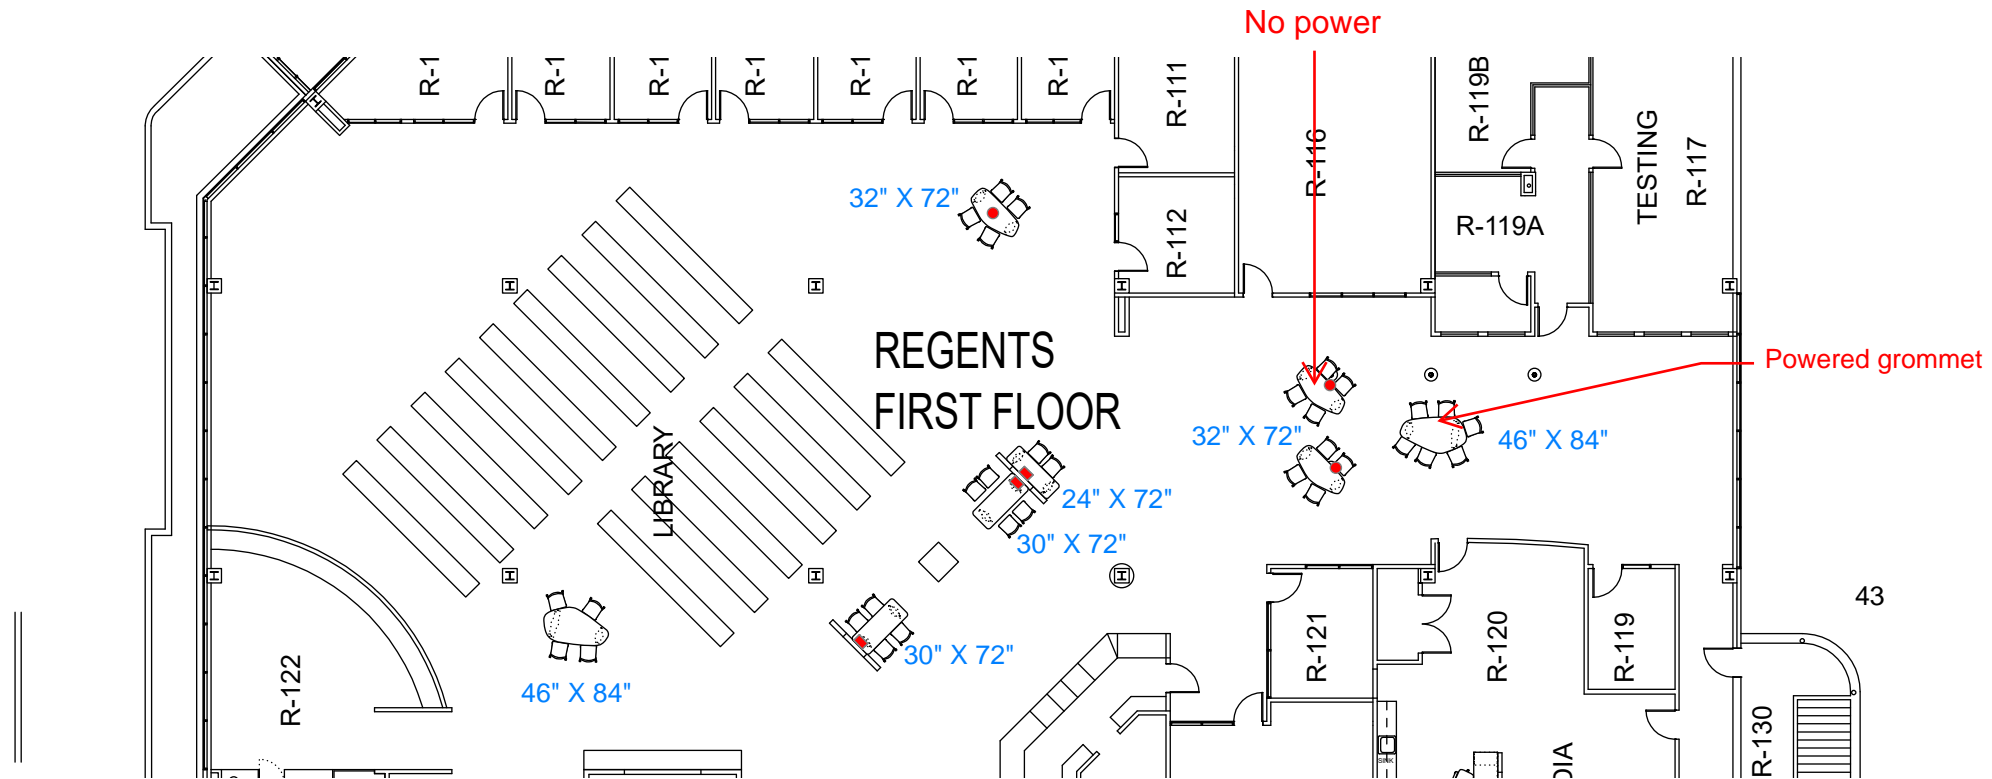 No power
R-1
R-1
R-1
R-1
R-1
R-1
R-1
R-111
R-116
R-119B
TESTING
R-117
32" X 72"
R-112
R-119A
REGENTS
FIRST FLOOR
Powered grommet
LIBRARY
32" X 72"
46" X 84"
24" X 72"
30" X 72"
43
R-121
R-120
R-119
R-122
30" X 72"
46" X 84"
R-130
SINK
DIA